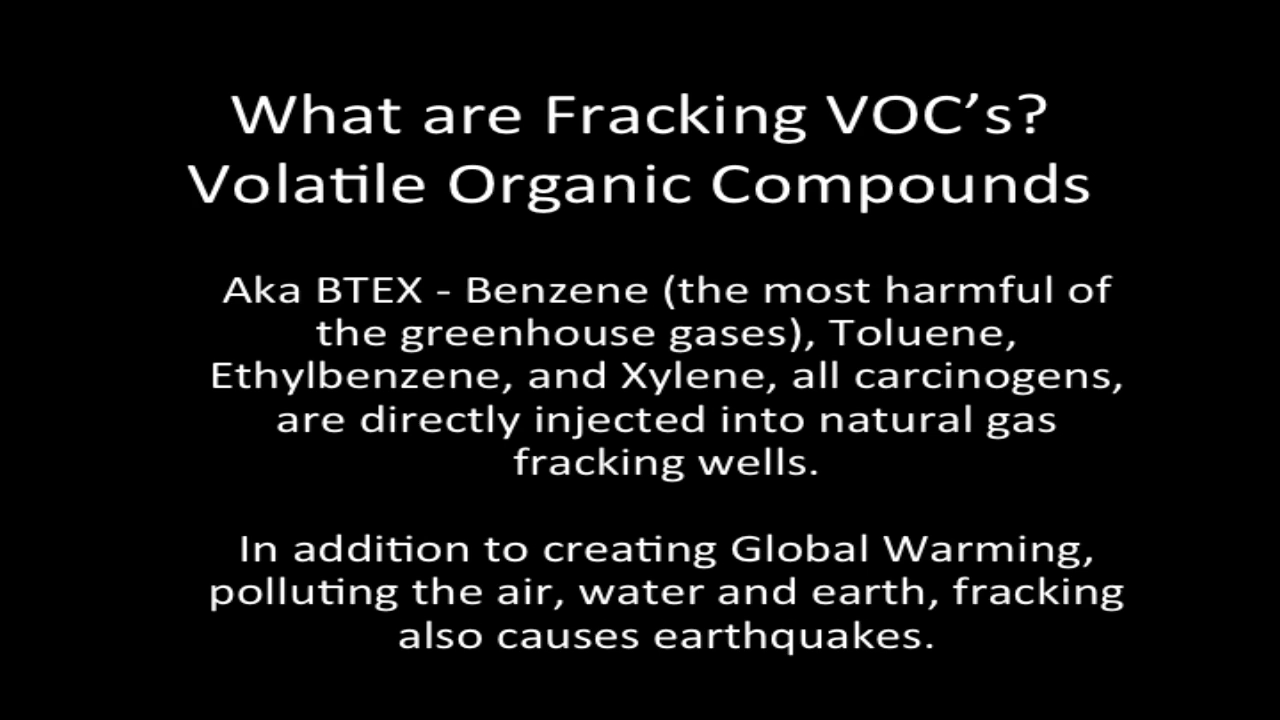 What are Fracking VOC’s?
Volatile Organic Compounds
Aka BTEX - Benzene (the most harmful of
the greenhouse gases), Toluene,
Ethylbenzene, and Xylene, all carcinogens,
are directly injected into natural gas
fracking wells.
In addition to creating Global Warming,
polluting the air, water and earth, fracking
also causes earthquakes.